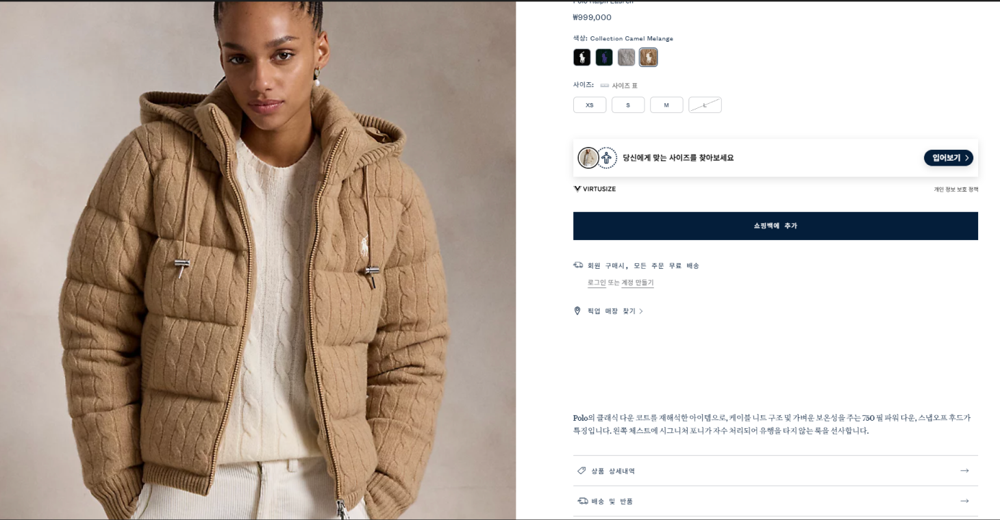 Polo Ralph Lauren
₩999,000
색상: Collection Camel Melange
사이즈: 사이즈 표
XS
S
M
L
당신에게 맞는 사이즈를 찾아보세요
입어보기
VIRTUSIZE
개인 정보 보호 정책
쇼핑백에 추가
회원 구매시, 모든 주문 무료 배송
로그인 또는 계정 만들기
픽업 매장 찾기
Polo의 클래식 다운 코트를 재해석한 아이템으로, 케이블 니트 구조 및 가벼운 보온성을 주는 750 필 파워 다운, 스냅오프 후드가
특징입니다. 왼쪽 체스트에 시그니처 포니가 자수 처리되어 유행을 타지 않는 룩을 선사합니다.
상품 상세내역
배송 및 반품